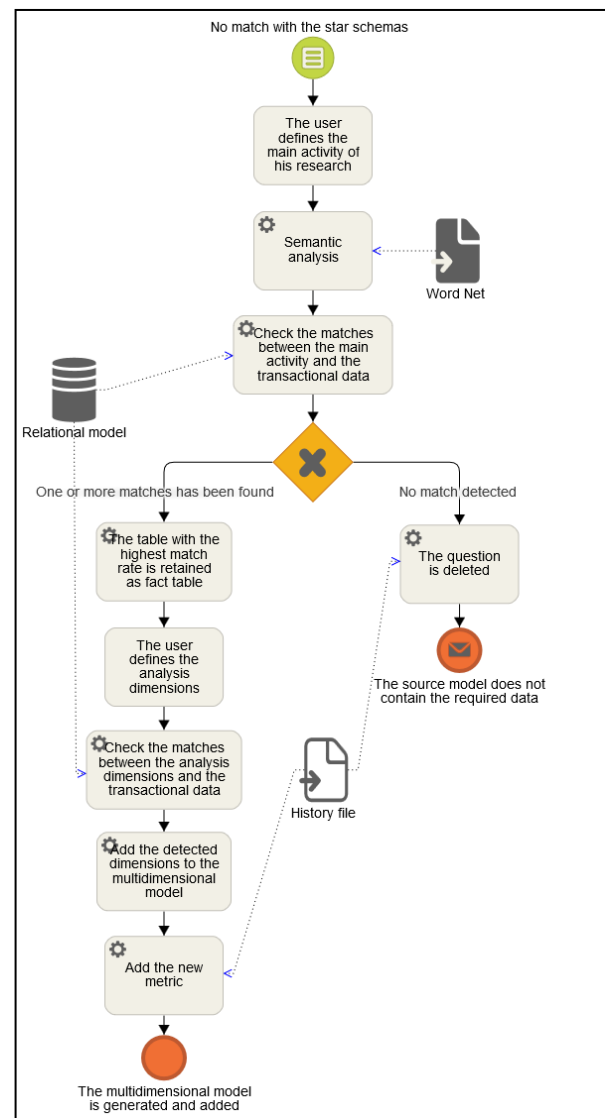 No match with the star schemas
The user
defines the
main activity of
his research
Semantic
analysis
Word Net
Check the matches
between the main
activity and the
transactional data
Relational model
One or more matches has been found
No match detected
The table with the
highest match
rate is retained
as fact table
The question
is deleted
The user
defines the
analysis
dimensions
The source model does not
contain the required data
Check the matches
between the analysis
dimensions and the
transactional data
History file
Add the detected
dimensions to the
multidimensional
model
Add the new
metric
The multidimensional model
is generated and added